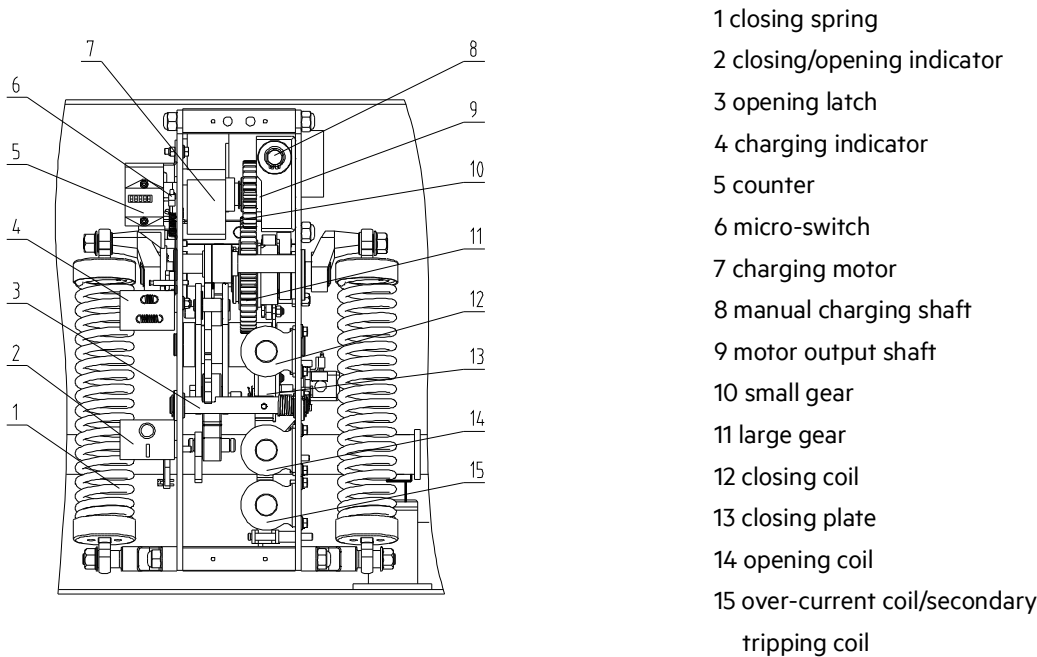 7
8
6
9
5
10
4
11
3
12
2
13
1
14
15
1 closing spring
2 closing/opening indicator
3 opening latch
4 charging indicator
5 counter
6 micro-switch
7 charging motor
8 manual charging shaft
9 motor output shaft
10 small gear
11 large gear
12 closing coil
13 closing plate
14 opening coil
15 over-current coil/secondary
tripping coil